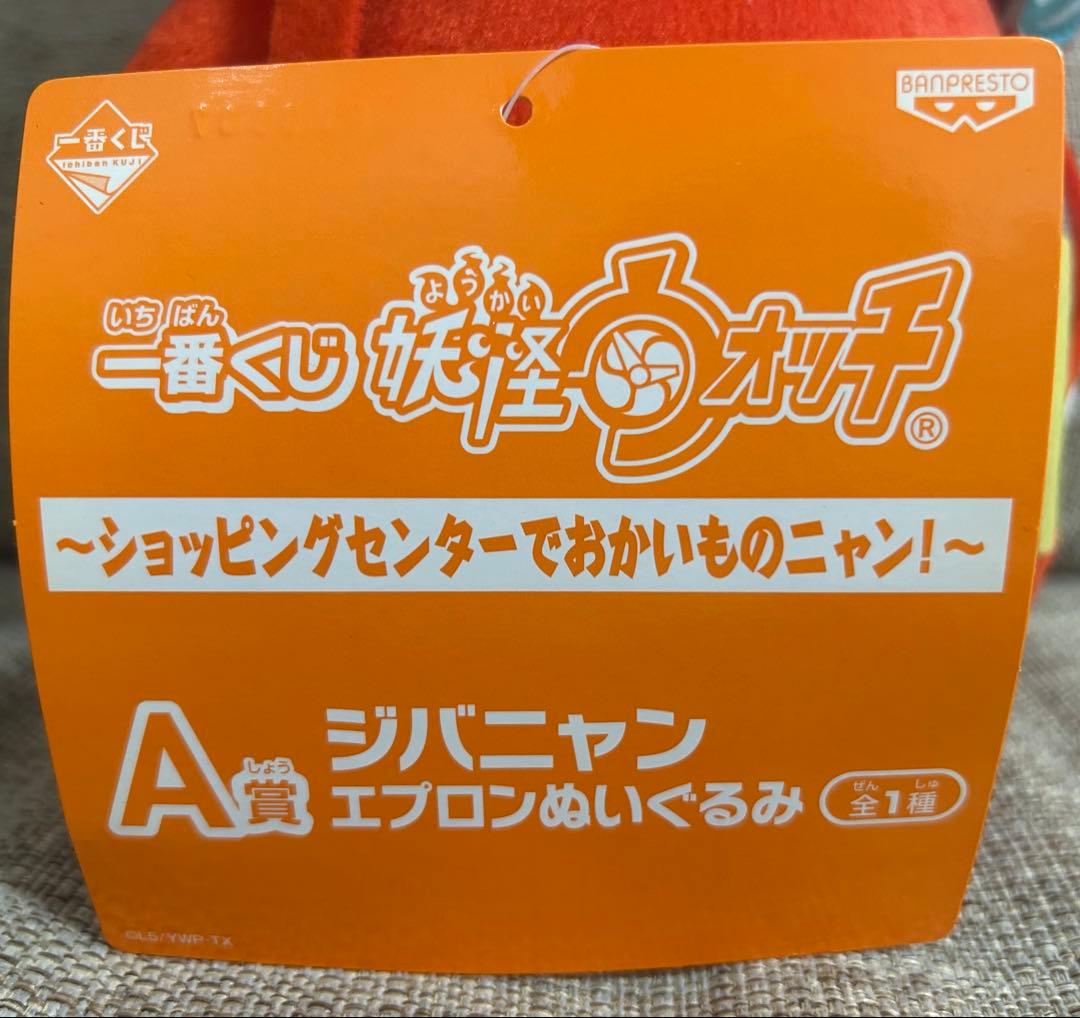 一番くじ
Ichiban KUJI
BANPRESTO
いちばん
一番くじ
ようかい
妖怪ウォッチ®
～ショッピングセンターでおかいものニャン!～
A賞
しょう
ジバニャン
エプロンぬいぐるみ
ぜん しゅ
全1種
©L5/YWP・TX